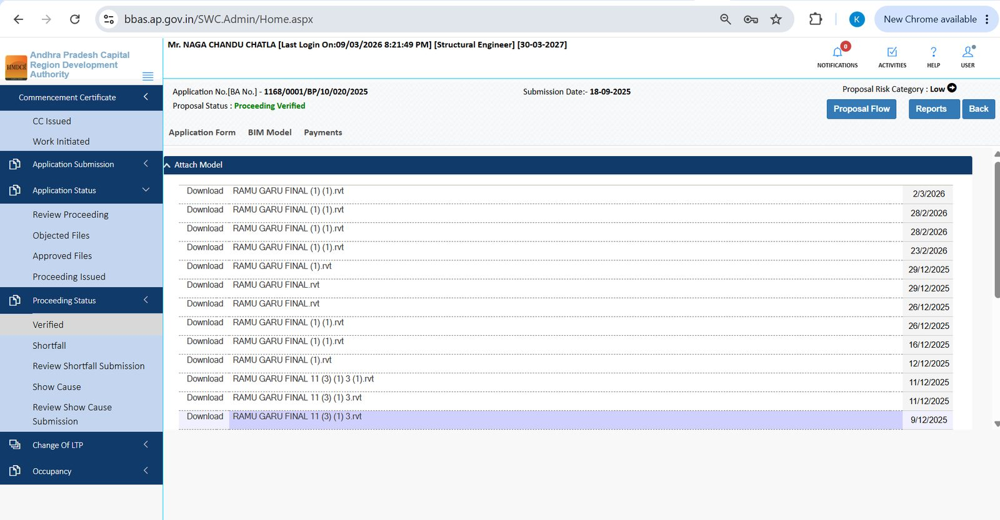 bbas.ap.gov.in/SWC.Admin/Home.aspx
K
New Chrome available
BIMDCR
Andhra Pradesh Capital
Region Development
Authority
Mr. NAGA CHANDU CHATLA [Last Login On:09/03/2026 8:21:49 PM] [Structural Engineer] [30-03-2027]
0
NOTIFICATIONS
ACTIVITIES
HELP
USER
Commencement Certificate
CC Issued
Work Initiated
Application Submission
Application Status
Review Proceeding
Objected Files
Approved Files
Proceeding Issued
Proceeding Status
Verified
Shortfall
Review Shortfall Submission
Show Cause
Review Show Cause
Submission
Change Of LTP
Occupancy
Application No.[BA No.] - 1168/0001/BP/10/020/2025
Submission Date:- 18-09-2025
Proposal Risk Category : Low
Proposal Status : Proceeding Verified
Proposal Flow
Reports
Back
Application Form
BIM Model
Payments
Attach Model
Download RAMU GARU FINAL (1) (1).rvt 2/3/2026
Download RAMU GARU FINAL (1) (1).rvt 28/2/2026
Download RAMU GARU FINAL (1) (1).rvt 28/2/2026
Download RAMU GARU FINAL (1) (1).rvt 23/2/2026
Download RAMU GARU FINAL (1).rvt 29/12/2025
Download RAMU GARU FINAL.rvt 29/12/2025
Download RAMU GARU FINAL.rvt 26/12/2025
Download RAMU GARU FINAL (1) (1).rvt 26/12/2025
Download RAMU GARU FINAL (1) (1).rvt 16/12/2025
Download RAMU GARU FINAL (1).rvt 12/12/2025
Download RAMU GARU FINAL 11 (3) (1) 3 (1).rvt 11/12/2025
Download RAMU GARU FINAL 11 (3) (1) 3.rvt 11/12/2025
Download RAMU GARU FINAL 11 (3) (1) 3.rvt 9/12/2025